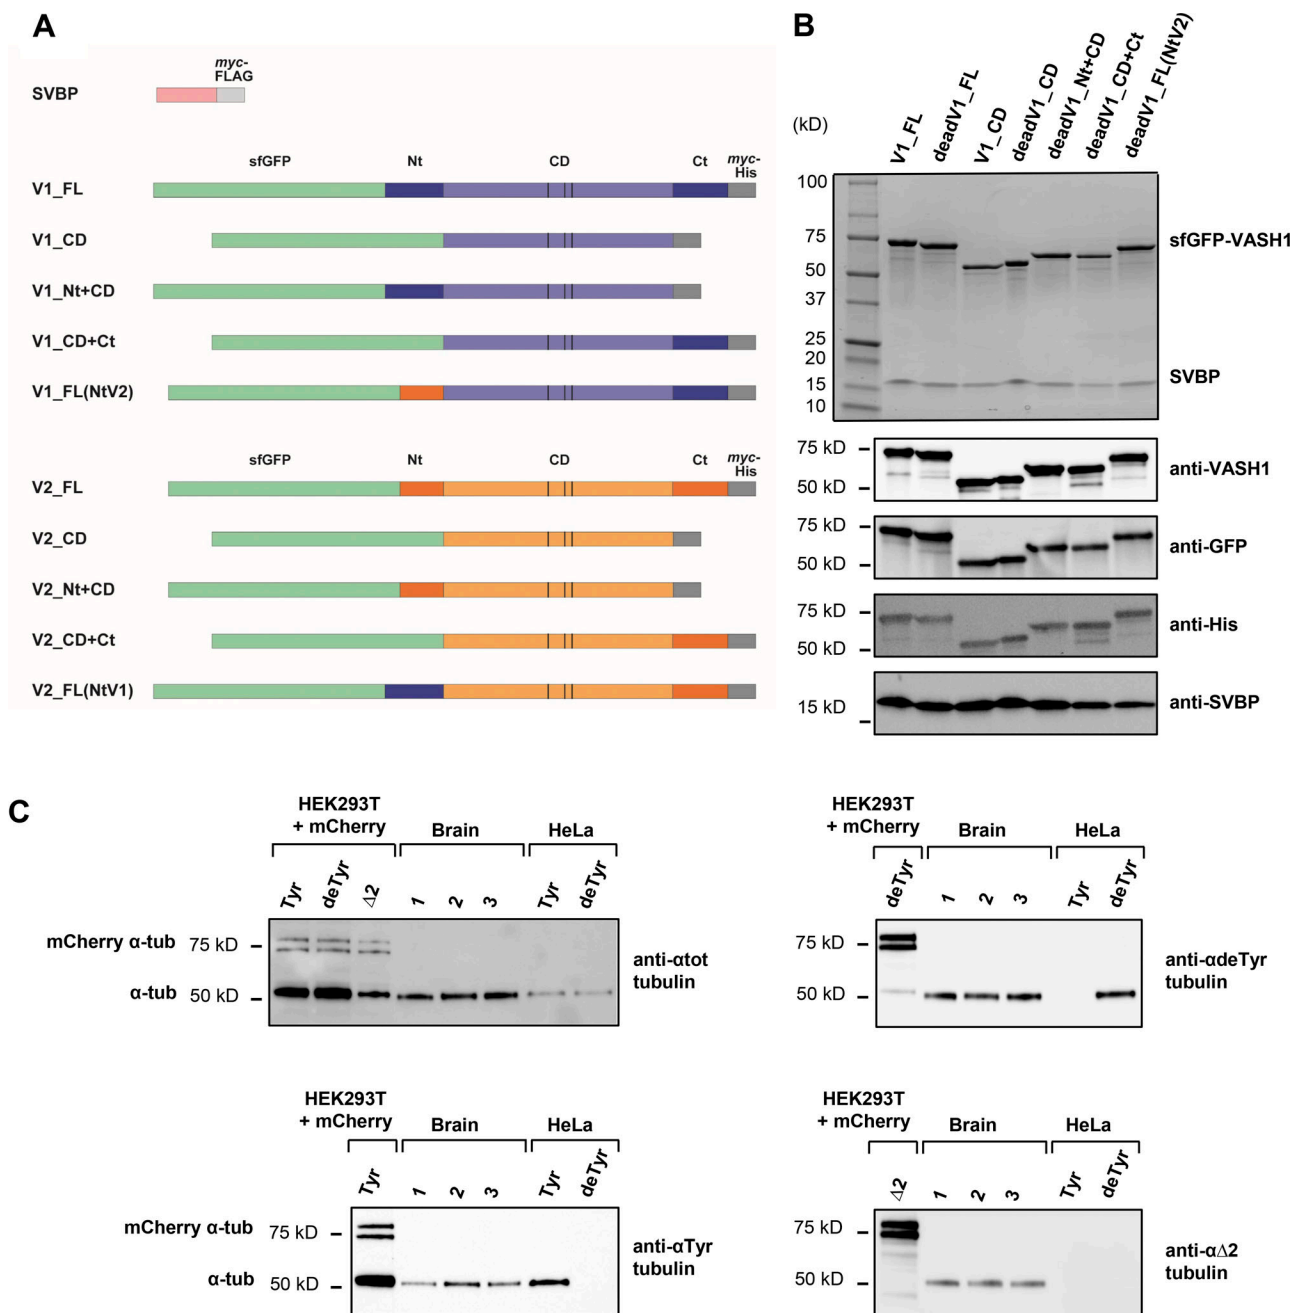 A
myc-
FLAG
SVBP
sfGFP Nt CD Ct myc-
His
V1_FL
V1_CD
V1_Nt+CD
V1_CD+Ct
V1_FL(NtV2)
sfGFP Nt CD Ct myc-
His
V2_FL
V2_CD
V2_Nt+CD
V2_CD+Ct
V2_FL(NtV1)
B
(kD)
V1_FL
deadV1_FL
V1_CD
deadV1_CD
deadV1_Nt+CD
deadV1_CD+Ct
deadV1_FL(NtV2)
100
75
sfGFP-VASH1
50
37
25
20
15
SVBP
10
75 kD
anti-VASH1
50 kD
75 kD
anti-GFP
50 kD
75 kD
anti-His
50 kD
15 kD
anti-SVBP
C
HEK293T
+ mCherry Brain HeLa
Tyr deTyr Δ2 1 2 3 Tyr deTyr
mCherry α-tub 75 kD
anti-αtot
tubulin
α-tub 50 kD
HEK293T
+ mCherry Brain HeLa
deTyr 1 2 3 Tyr deTyr
75 kD
anti-αdeTyr
tubulin
50 kD
HEK293T
+ mCherry Brain HeLa
Tyr 1 2 3 Tyr deTyr
mCherry α-tub 75 kD
anti-αTyr
tubulin
α-tub 50 kD
HEK293T
+ mCherry Brain HeLa
Δ2 1 2 3 Tyr deTyr
75 kD
anti-αΔ2
tubulin
50 kD